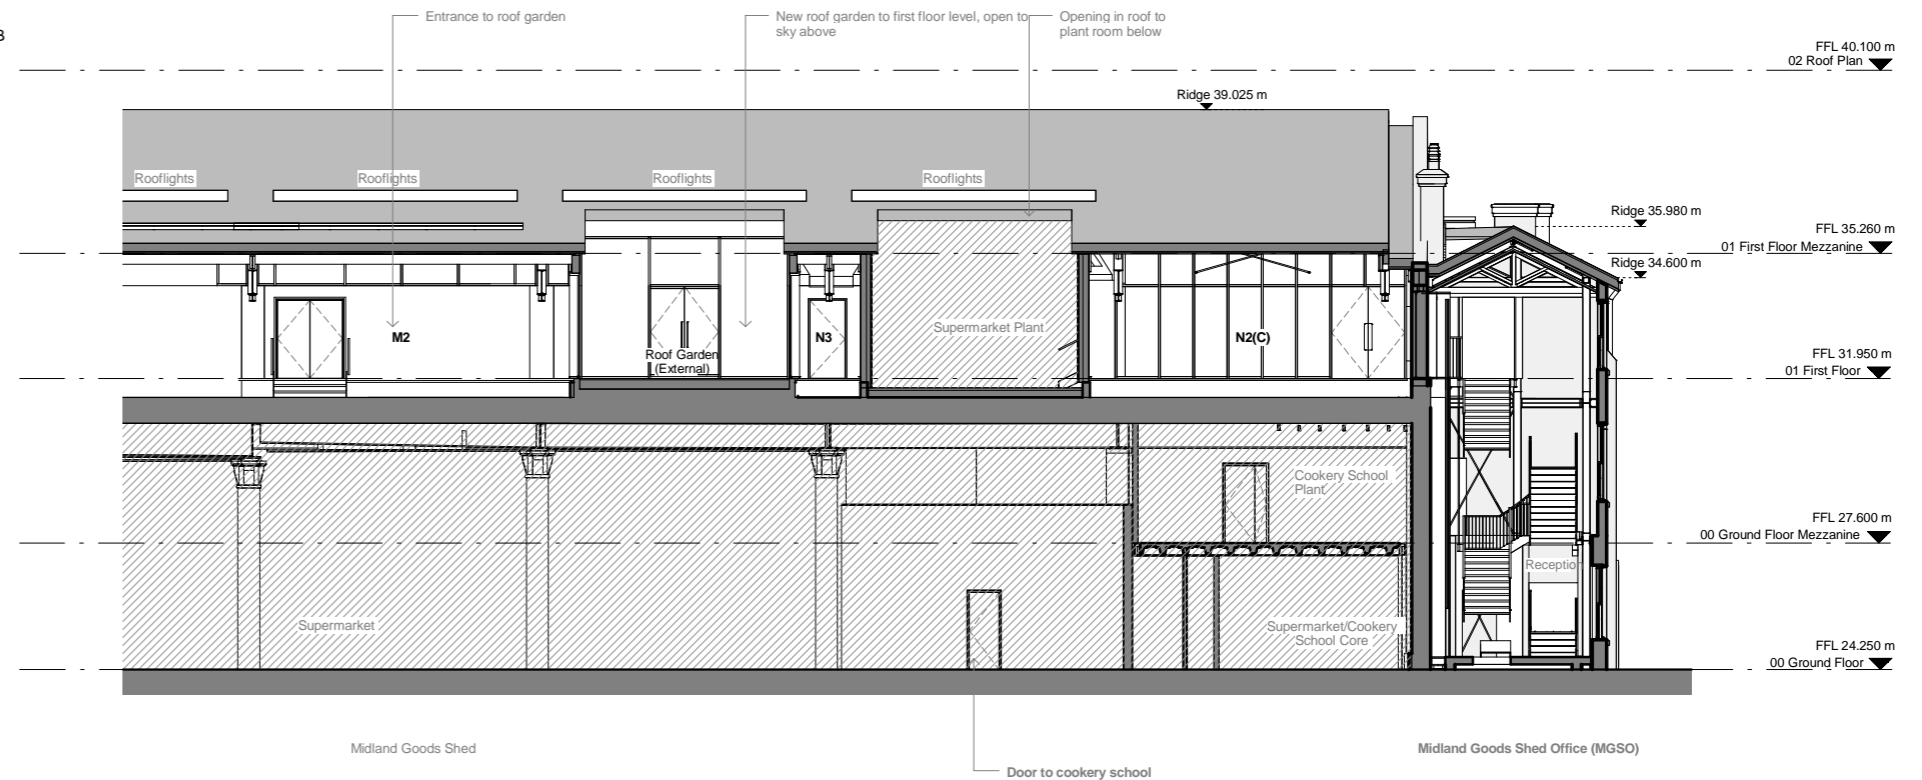 B
Entrance to roof garden
New roof garden to first floor level, open to
sky above
Opening in roof to
plant room below
FFL 40.100 m
02 Roof Plan
Ridge 39.025 m
Rooflights
Rooflights
Rooflights
Rooflights
Ridge 35.980 m
FFL 35.260 m
01 First Floor Mezzanine
Ridge 34.600 m
M2
Roof Garden
(External)
N3
Supermarket Plant
N2(C)
FFL 31.950 m
01 First Floor
Cookery School
Plant
FFL 27.600 m
00 Ground Floor Mezzanine
Reception
Supermarket
Supermarket/Cookery
School Core
FFL 24.250 m
00 Ground Floor
Midland Goods Shed
Midland Goods Shed Office (MGSO)
Door to cookery school